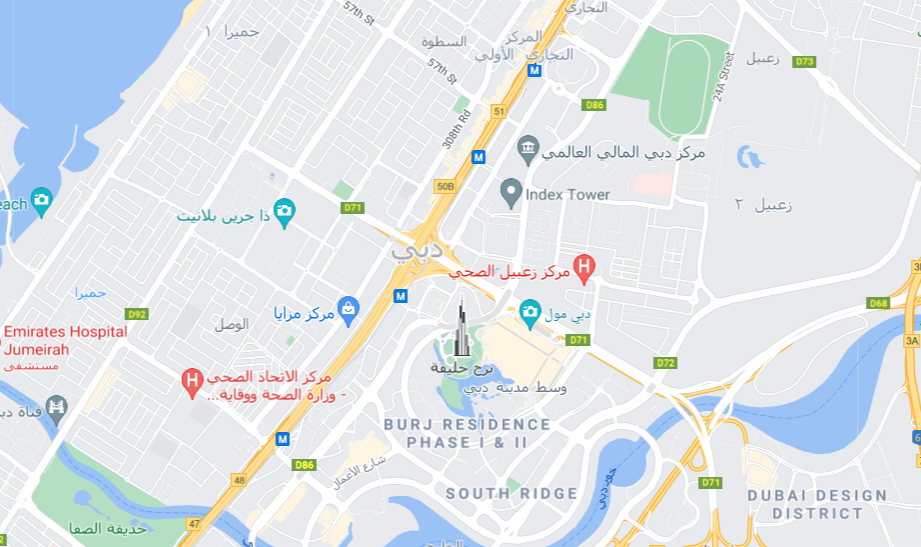 57th St
التجاري
جميرا ١
السطوة
المركز
التجاري الأولي
57th St
M
D73
زعبيل
24A Street
D86
51
308th Rd
M
مركز دبي المالي العالمي
50B
Index Tower
زعبيل ٢
each
D71
ذا جرين بلانيت
دبي
مركز زعبيل الصحي
H
جميرا
M
D92
الوصل
مركز مزايا
دبي مول
D68
D71
3A
Emirates Hospital
Jumeirah
مستشفى
برج خليفة
D72
وسط مدينة دبي
H
مركز الاتحاد الصحي
- وزارة الصحة ووقاية...
قناة دب
BURJ RESIDENCE
PHASE I & II
M
D86
شارع الأعمال
48
خور دبي
D71
SOUTH RIDGE
DUBAI DESIGN
DISTRICT
47
حديقة الصفا